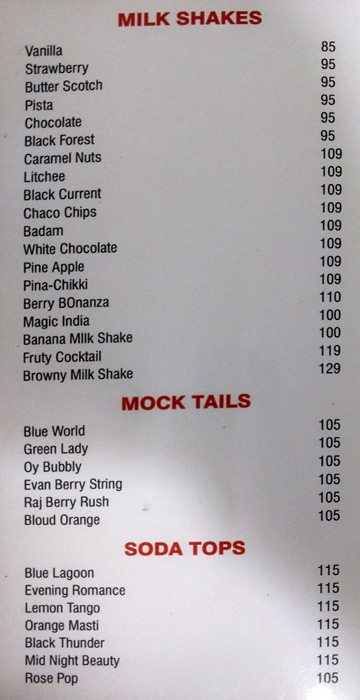 MILK SHAKES
Vanilla 85
Strawberry 95
Butter Scotch 95
Pista 95
Chocolate 95
Black Forest 95
Caramel Nuts 109
Litchee 109
Black Current 109
Chaco Chips 109
Badam 109
White Chocolate 109
Pine Apple 109
Pina-Chikki 109
Berry BOnanza 110
Magic India 100
Banana MIlk Shake 100
Fruty Cocktail 119
Browny Milk Shake 129
MOCK TAILS
Blue World 105
Green Lady 105
Oy Bubbly 105
Evan Berry String 105
Raj Berry Rush 105
Bloud Orange 105
SODA TOPS
Blue Lagoon 115
Evening Romance 115
Lemon Tango 115
Orange Masti 115
Black Thunder 115
Mid Night Beauty 115
Rose Pop 105